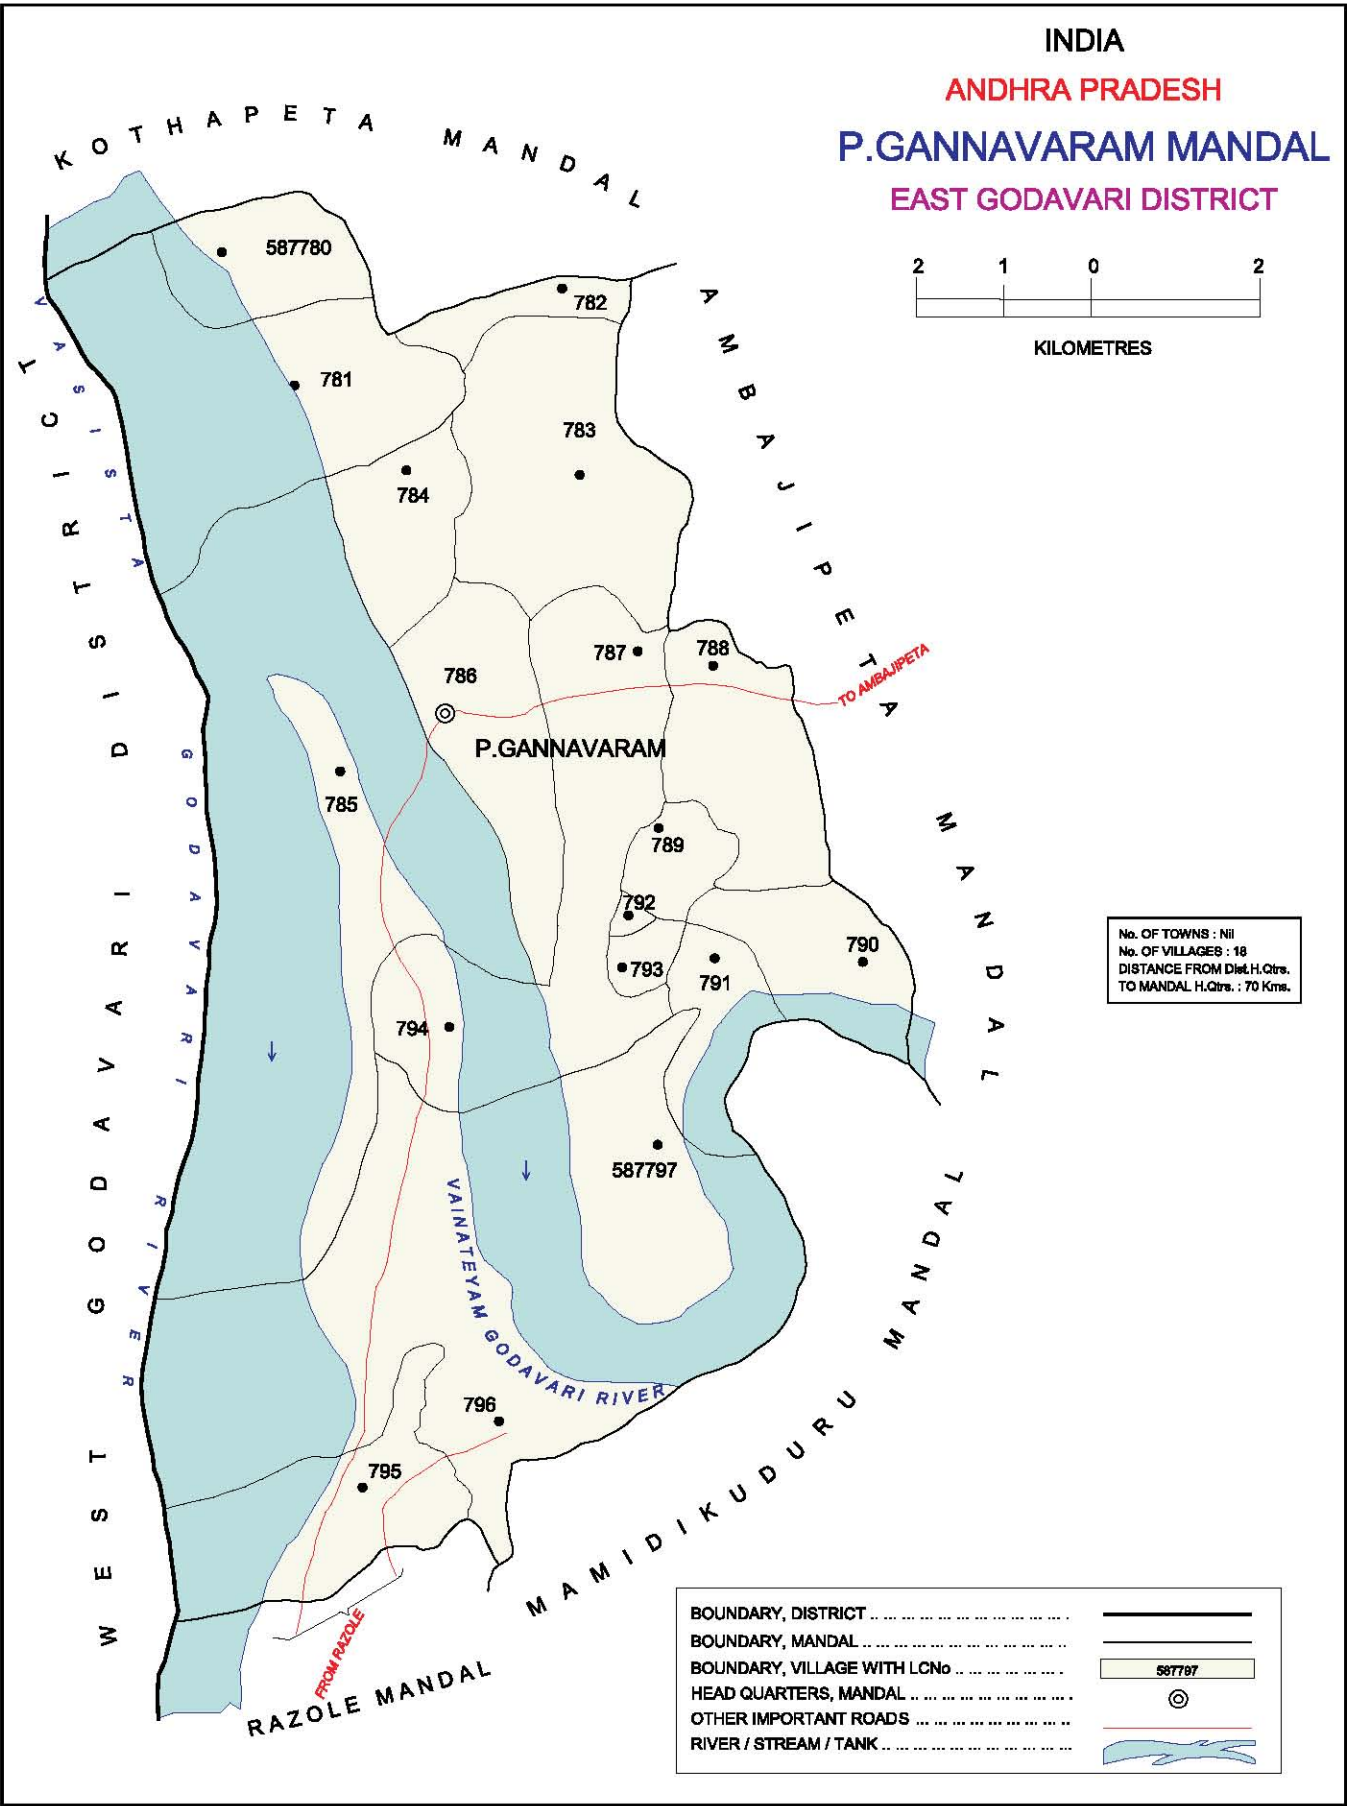 INDIA
ANDHRA PRADESH
P.GANNAVARAM MANDAL
EAST GODAVARI DISTRICT
2 1 0 2
KILOMETRES
KOTHAPETA MANDAL
AMBAJIPETA MANDAL
WEST GODAVARI DISTRICT
VASISTA GODAVARI RIVER
587780
782
781
783
784
787
788
786
TO AMBAJIPETA
P.GANNAVARAM
785
789
792
790
793
791
794
587797
VAINATEYAM GODAVARI RIVER
796
795
MAMIDIKUDURU MANDAL
FROM RAZOLE
RAZOLE MANDAL
No. OF TOWNS : Nil
No. OF VILLAGES : 18
DISTANCE FROM Dist.H.Qtrs.
TO MANDAL H.Qtrs. : 70 Kms.
BOUNDARY, DISTRICT
BOUNDARY, MANDAL
BOUNDARY, VILLAGE WITH LCNo 587797
HEAD QUARTERS, MANDAL
OTHER IMPORTANT ROADS
RIVER / STREAM / TANK